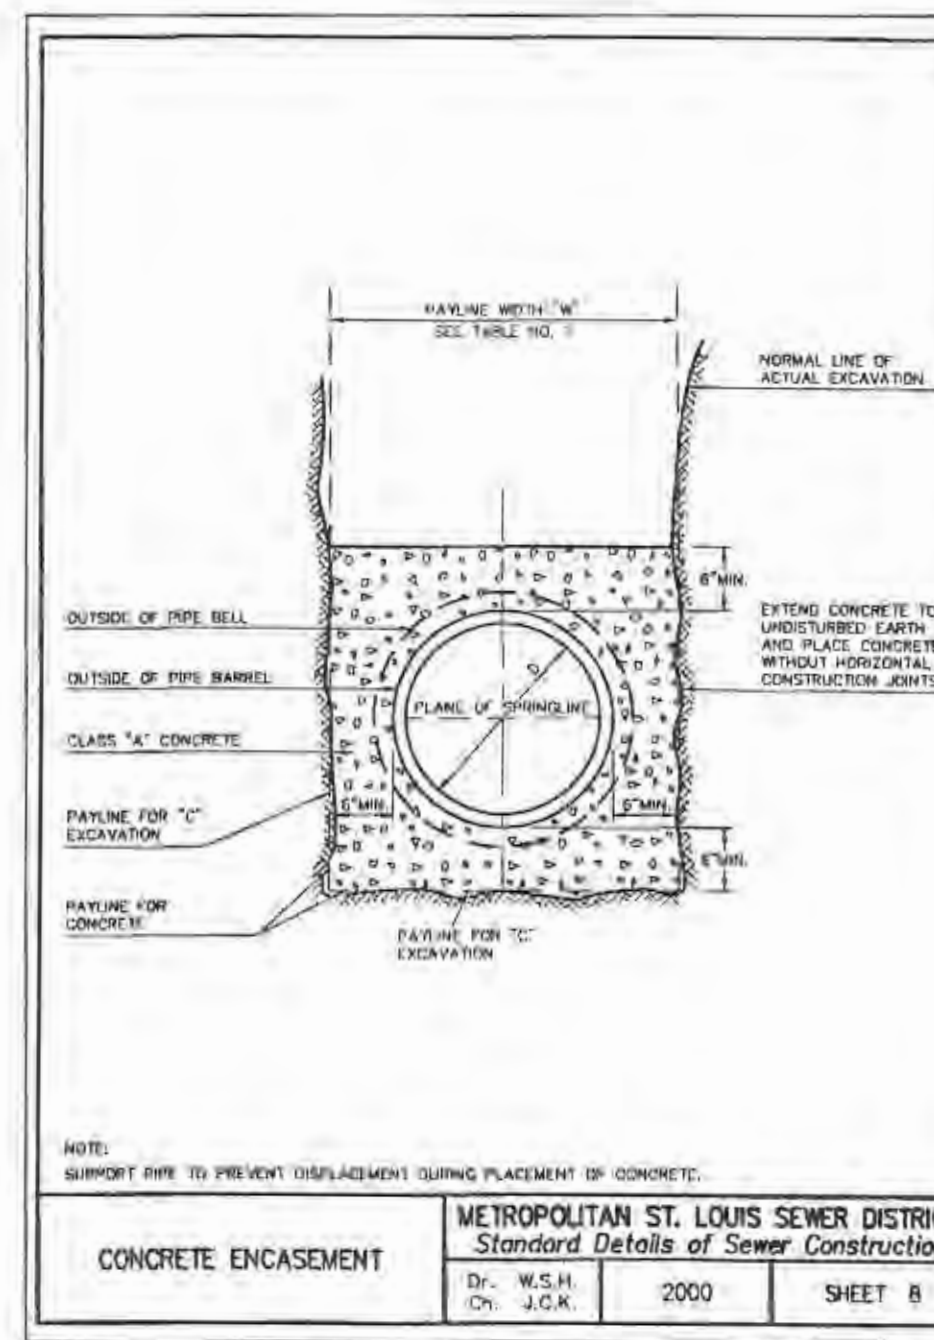 PAYLINE WIDTH "W"
SEE TABLE NO.
NORMAL LINE OF
ACTUAL EXCAVATION
6" MIN.
OUTSIDE OF PIPE BELL
EXTEND CONCRETE TO
UNDISTURBED EARTH
AND PLACE CONCRETE
WITHOUT HORIZONTAL
CONSTRUCTION JOINTS
OUTSIDE OF PIPE BARREL
D
PLANE OF SPRINGLINE
CLASS "A" CONCRETE
6" MIN.
6" MIN.
PAYLINE FOR "C"
EXCAVATION
6" MIN.
PAYLINE FOR
CONCRETE
PAYLINE FOR "C"
EXCAVATION
NOTE:
SUPPORT PIPE TO PREVENT DISPLACEMENT DURING PLACEMENT OF CONCRETE.
CONCRETE ENCASEMENT
METROPOLITAN ST. LOUIS SEWER DISTRI
Standard Details of Sewer Constructio
Dr. W.S.H.
Ch. J.C.K.
2000
SHEET 8